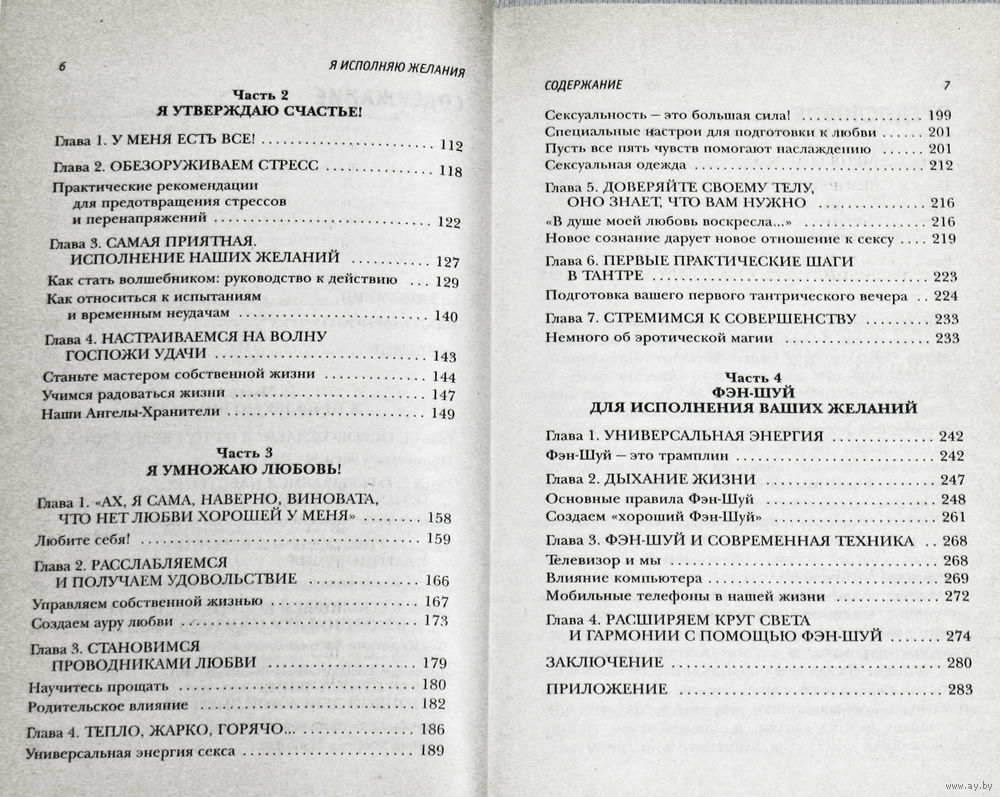 6 Я ИСПОЛНЯЮ ЖЕЛАНИЯ
Часть 2
Я УТВЕРЖДАЮ СЧАСТЬЕ!
Глава 1. У МЕНЯ ЕСТЬ ВСЕ! 112
Глава 2. ОБЕЗОРУЖИВАЕМ СТРЕСС 118
Практические рекомендации
для предотвращения стрессов
и перенапряжений 122
Глава 3. САМАЯ ПРИЯТНАЯ.
ИСПОЛНЕНИЕ НАШИХ ЖЕЛАНИЙ 127
Как стать волшебником: руководство к действию ... 129
Как относиться к испытаниям
и временным неудачам 140
Глава 4. НАСТРАИВАЕМСЯ НА ВОЛНУ
ГОСПОЖИ УДАЧИ 143
Станьте мастером собственной жизни 144
Учимся радоваться жизни 147
Наши Ангелы-Хранители 149
Часть 3
Я УМНОЖАЮ ЛЮБОВЬ!
Глава 1. «АХ, Я САМА, НАВЕРНО, ВИНОВАТА,
ЧТО НЕТ ЛЮБВИ ХОРОШЕЙ У МЕНЯ» 158
Любите себя! 159
Глава 2. РАССЛАБЛЯЕМСЯ
И ПОЛУЧАЕМ УДОВОЛЬСТВИЕ 166
Управляем собственной жизнью 167
Создаем ауру любви 173
Глава 3. СТАНОВИМСЯ
ПРОВОДНИКАМИ ЛЮБВИ 179
Научитесь прощать 180
Родительское влияние 182
Глава 4. ТЕПЛО, ЖАРКО, ГОРЯЧО... 186
Универсальная энергия секса 189
СОДЕРЖАНИЕ 7
Сексуальность — это большая сила! 199
Специальные настрои для подготовки к любви 201
Пусть все пять чувств помогают наслаждению 201
Сексуальная одежда 212
Глава 5. ДОВЕРЯЙТЕ СВОЕМУ ТЕЛУ,
ОНО ЗНАЕТ, ЧТО ВАМ НУЖНО 216
«В душе моей любовь воскресла...» 216
Новое сознание дарует новое отношение к сексу 219
Глава 6. ПЕРВЫЕ ПРАКТИЧЕСКИЕ ШАГИ
В ТАНТРЕ 223
Подготовка вашего первого тантрического вечера 224
Глава 7. СТРЕМИМСЯ К СОВЕРШЕНСТВУ 233
Немного об эротической магии 233
Часть 4
ФЭН-ШУЙ
ДЛЯ ИСПОЛНЕНИЯ ВАШИХ ЖЕЛАНИЙ
Глава 1. УНИВЕРСАЛЬНАЯ ЭНЕРГИЯ 242
Фэн-Шуй — это трамплин 242
Глава 2. ДЫХАНИЕ ЖИЗНИ 247
Основные правила Фэн-Шуй 248
Создаем «хороший Фэн-Шуй» 261
Глава 3. ФЭН-ШУЙ И СОВРЕМЕННАЯ ТЕХНИКА 268
Телевизор и мы 268
Влияние компьютера 269
Мобильные телефоны в нашей жизни 272
Глава 4. РАСШИРЯЕМ КРУГ СВЕТА
И ГАРМОНИИ С ПОМОЩЬЮ ФЭН-ШУЙ 274
ЗАКЛЮЧЕНИЕ 280
ПРИЛОЖЕНИЕ 283
www.ay.by